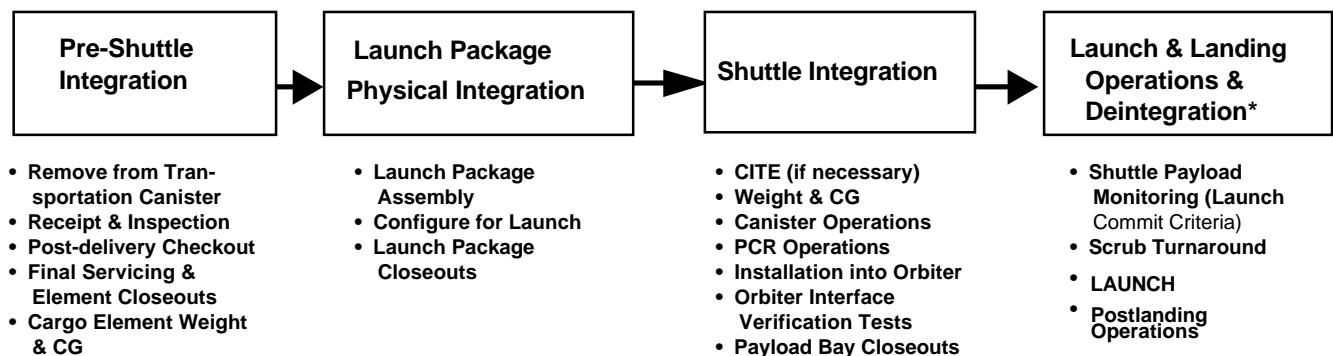 Pre-Shuttle
Integration
Launch Package
Physical Integration
Shuttle Integration
Launch & Landing
Operations &
Deintegration*
• Remove from Tran-
sportation Canister
• Receipt & Inspection
• Post-delivery Checkout
• Final Servicing &
Element Closeouts
• Cargo Element Weight
& CG
• Launch Package
Assembly
• Configure for Launch
• Launch Package
Closeouts
• CITE (if necessary)
• Weight & CG
• Canister Operations
• PCR Operations
• Installation into Orbiter
• Orbiter Interface
Verification Tests
• Payload Bay Closeouts
• Shuttle Payload
Monitoring (Launch
Commit Criteria)
• Scrub Turnaround
• LAUNCH
• Postlanding
Operations